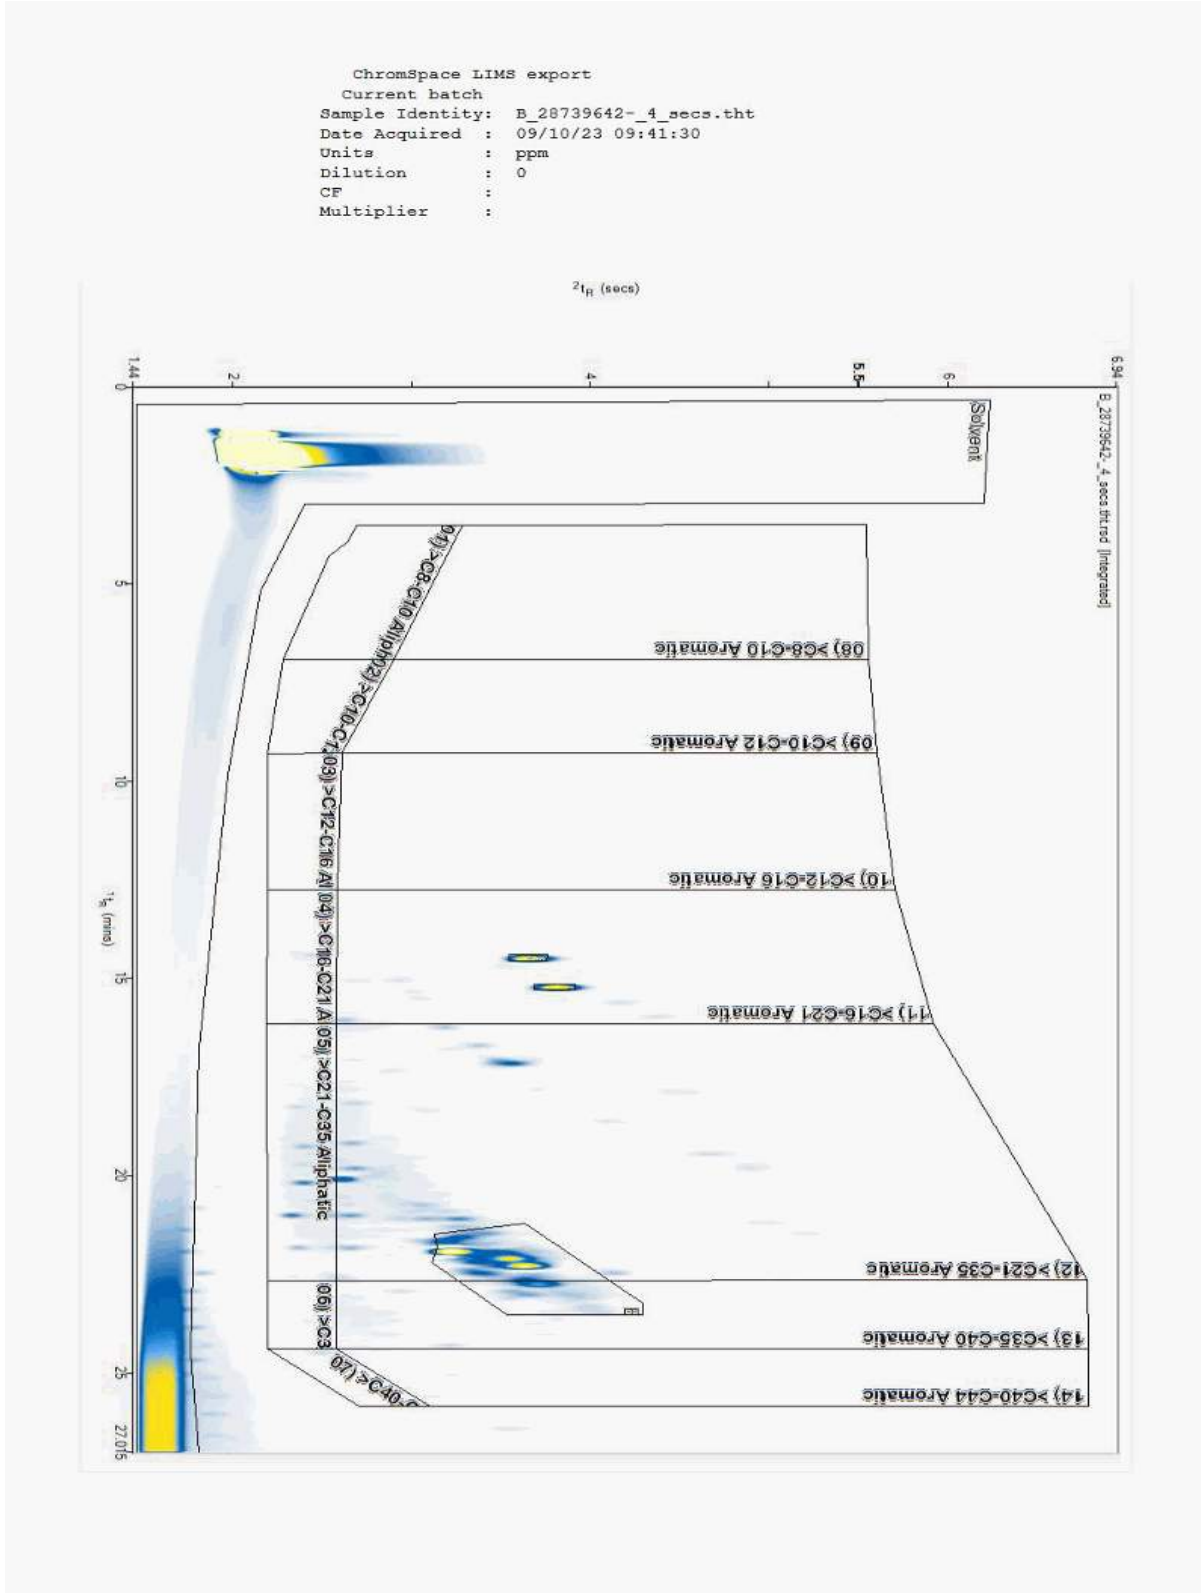 ChromSpace LIMS export
Current batch
Sample Identity: B_28739642-_4_secs.tht
Date Acquired : 09/10/23 09:41:30
Units : ppm
Dilution : 0
CF :
Multiplier :
²tR (secs)
1.44
2
4
5.5
6
6.94
B_28739642-_4_secs.tht.rsd [Integrated]
0
5
10
15
20
25
27.015
¹tR (mins)
Solvent
01) >C8-C10 Aliph
02) >C10-C1
03) >C12-C16 Al
04) >C16-C21 A
05) >C21-C35 Aliphatic
06) >C3
07) >C40-C
08) >C8-C10 Aromatic
09) >C10-C12 Aromatic
10) >C12-C16 Aromatic
11) >C16-C21 Aromatic
12) >C21-C35 Aromatic
13) >C35-C40 Aromatic
14) >C40-C44 Aromatic